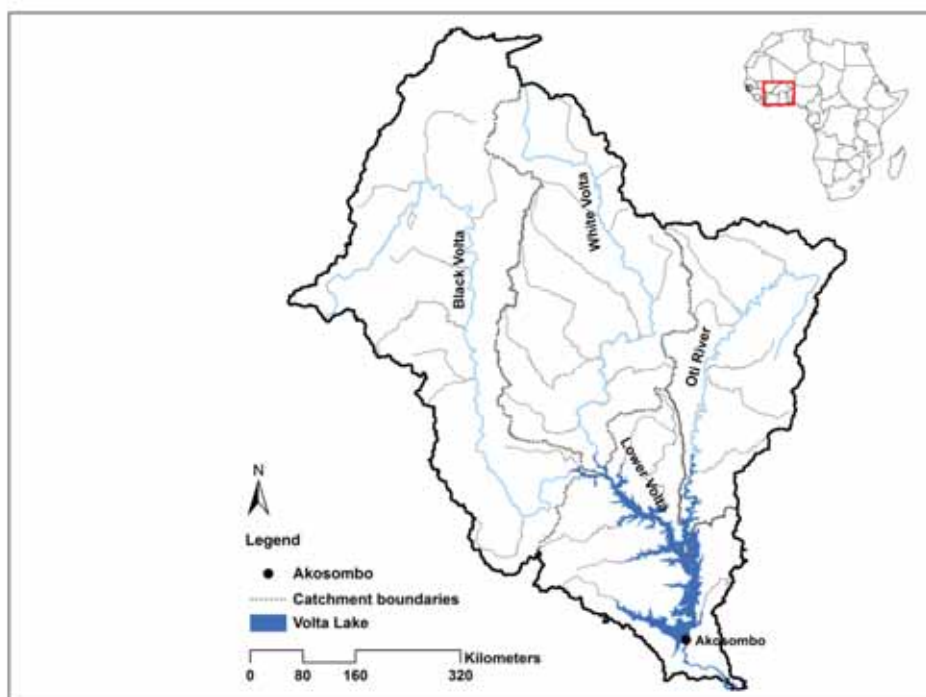 White Volta
Black Volta
Oti River
Lower Volta
N
Legend
Akosombo
Catchment boundaries
Volta Lake
Akosombo
Kilometers
0 80 160 320